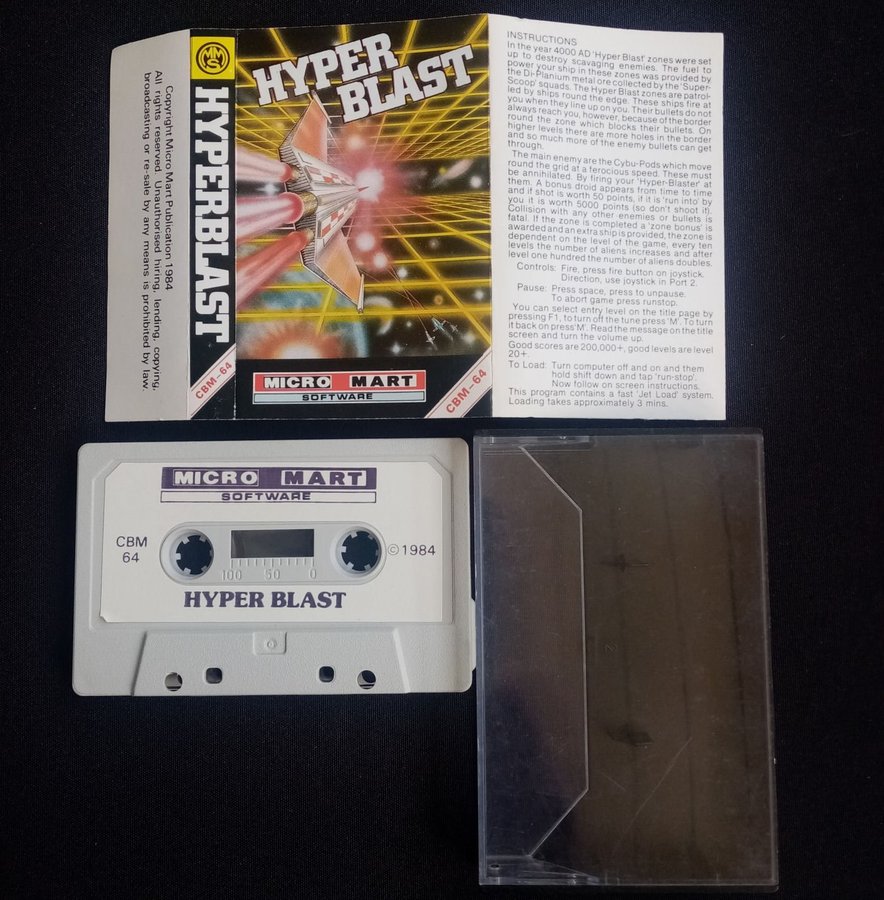 Copyright Micro Mart Publication 1984
All rights reserved. Unauthorised hiring, lending, copying,
broadcasting or re-sale by any means is prohibited by law.
MMS
HYPERBLAST
CBM-64
HYPER
BLAST
MICRO MART
SOFTWARE
CBM-64
INSTRUCTIONS
In the year 4000 AD 'Hyper Blast' zones were set
up to destroy scavaging enemies. The fuel to
power your ship in these zones was provided by
the Di-Planium metal ore collected by the 'Super-
Scoop' squads. The Hyper Blast zones are patrol-
led by ships round the edge. These ships fire at
you when they line up on you. Their bullets do not
always reach you, however, because of the border
round the zone which blocks their bullets. On
higher levels there are more holes in the border
and so much more of the enemy bullets can get
through.
The main enemy are the Cybu-Pods which move
round the grid at a terocious speed. These must
be annihilated. By firing your 'Hyper-Blaster' at
them. A bonus droid appears from time to time
and if shot is worth 50 points, if it is 'run into' by
you it is worth 5000 points (so don't shoot it).
Collision with any other enemies or bullets is
fatal. If the zone is completed a 'zone bonus' is
awarded and an extra ship is provided, the zone is
dependent on the level of the game, every ten
levels the number of aliens increases and after
level one hundred the number of aliens doubles.
Controls: Fire, press fire button on joystick.
Direction, use joystick in Port 2.
Pause: Press space, press to unpause.
To abort game press runstop.
You can select entry level on the title page by
pressing F1, to turn off the tune press 'M'. To turn
it back on press 'M'. Read the message on the title
screen and turn the volume up.
Good scores are 200,000+, good levels are level
20+.
To Load: Turn computer off and on and them
hold shift down and tap 'run-stop'.
Now follow on screen instructions.
This program contains a fast 'Jet Load' system.
Loading takes approximately 3 mins.
MICRO MART
SOFTWARE
CBM
64
100 50 0
©1984
HYPER BLAST